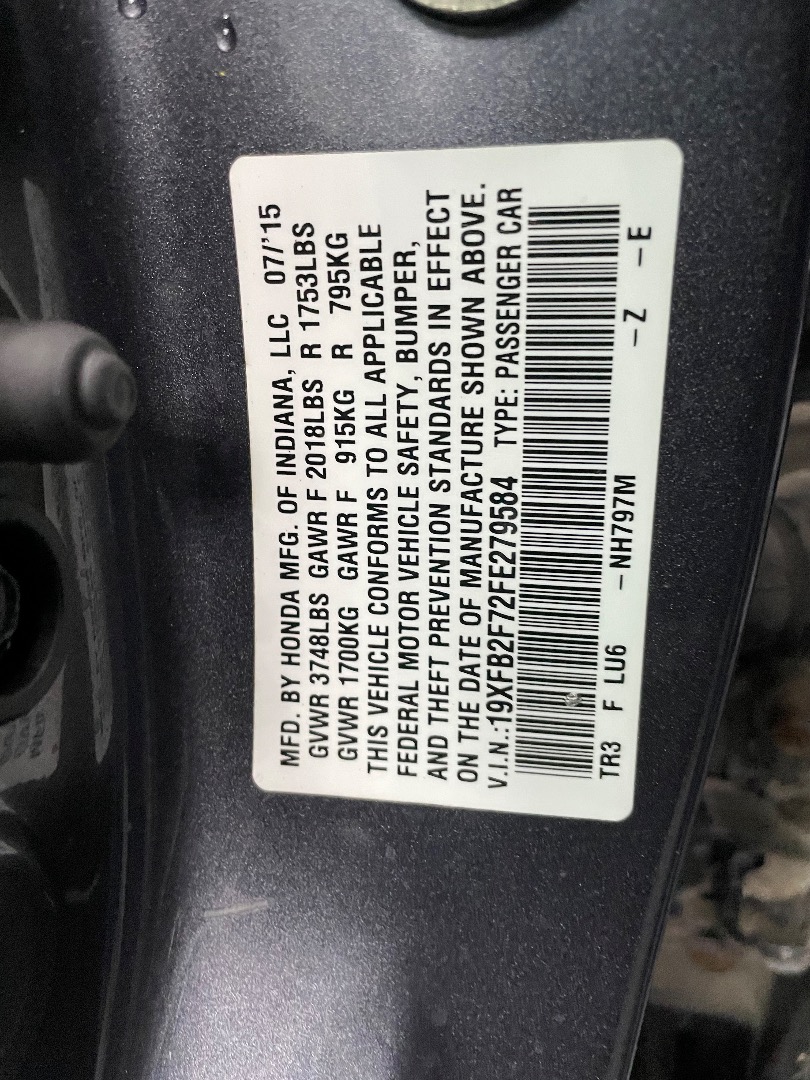 MFD. BY HONDA MFG. OF INDIANA, LLC 07/'15
GVWR 3748LBS GAWR F 2018LBS R 1753LBS
GVWR 1700KG GAWR F 915KG R 795KG
THIS VEHICLE CONFORMS TO ALL APPLICABLE
FEDERAL MOTOR VEHICLE SAFETY, BUMPER,
AND THEFT PREVENTION STANDARDS IN EFFECT
ON THE DATE OF MANUFACTURE SHOWN ABOVE.
V.I.N.:19XFB2F72FE279584 TYPE: PASSENGER CAR
TR3 F LU6 -NH797M -Z -E